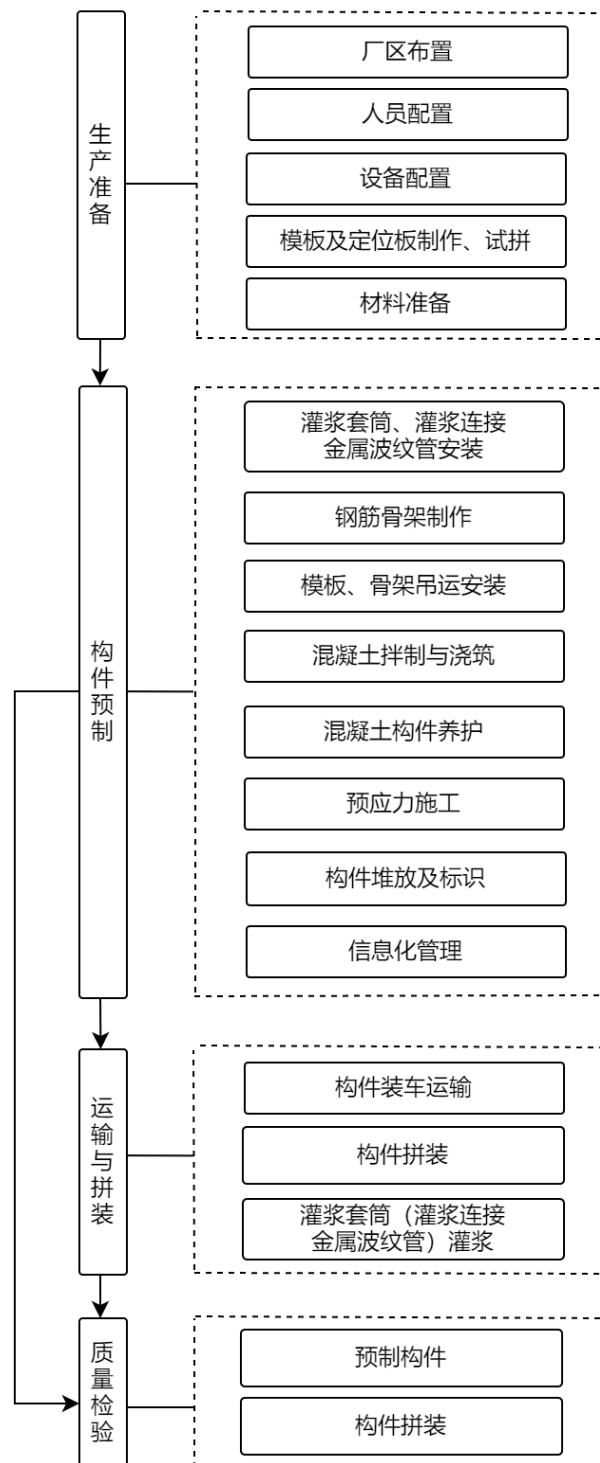 生产准备
厂区布置
人员配置
设备配置
模板及定位板制作、试拼
材料准备
构件预制
灌浆套筒、灌浆连接
金属波纹管安装
钢筋骨架制作
模板、骨架吊运安装
混凝土拌制与浇筑
混凝土构件养护
预应力施工
构件堆放及标识
信息化管理
运输与拼装
构件装车运输
构件拼装
灌浆套筒（灌浆连接
金属波纹管）灌浆
质量检验
预制构件
构件拼装